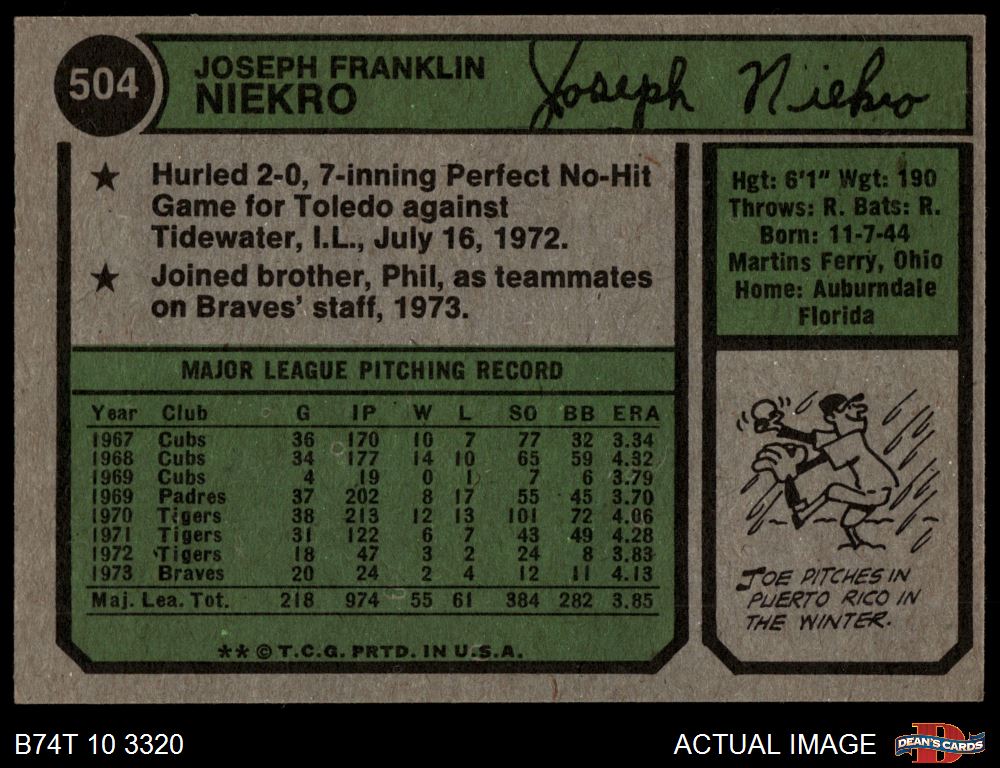 504
JOSEPH FRANKLIN
NIEKRO
Joseph Niekro
★ Hurled 2-0, 7-inning Perfect No-Hit
Game for Toledo against
Tidewater, I.L., July 16, 1972.
★ Joined brother, Phil, as teammates
on Braves' staff, 1973.
MAJOR LEAGUE PITCHING RECORD
Year Club G IP W L SO BB ERA
1967 Cubs 36 170 10 7 77 32 3.34
1968 Cubs 34 177 14 10 65 59 4.32
1969 Cubs 4 19 0 1 7 6 3.79
1969 Padres 37 202 8 17 55 45 3.70
1970 Tigers 38 213 12 13 101 72 4.06
1971 Tigers 31 122 6 7 43 49 4.28
1972 Tigers 18 47 3 2 24 8 3.83
1973 Braves 20 24 2 4 12 11 4.13
Maj. Lea. Tot. 218 974 55 61 384 282 3.85
** © T.C.G. PRTD. IN U.S.A.
Hgt: 6'1" Wgt: 190
Throws: R. Bats: R.
Born: 11-7-44
Martins Ferry, Ohio
Home: Auburndale
Florida
JOE PITCHES IN
PUERTO RICO IN
THE WINTER.
B74T 10 3320
ACTUAL IMAGE
D
DEAN'S CARDS